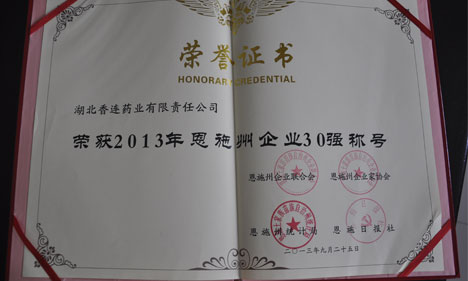 荣誉证书
HONORAR CREDENTIAL
湖北香连药业有限责任公司
荣获2013年恩施州企业30强称号
恩施州企业联合会 恩施州企业家协会
恩施州统计局 恩施日报社
二〇一三年九月二十五日